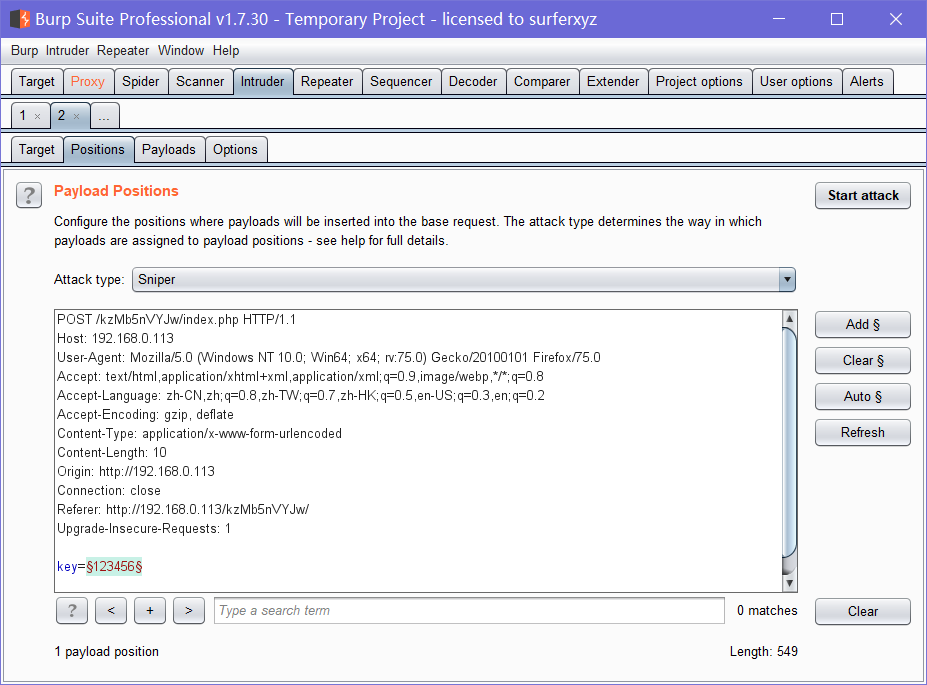 Burp Suite Professional v1.7.30 - Temporary Project - licensed to surferxyz
Burp Intruder Repeater Window Help
Target Proxy Spider Scanner Intruder Repeater Sequencer Decoder Comparer Extender Project options User options Alerts
1 × 2 × ...
Target Positions Payloads Options
? Payload Positions Start attack
Configure the positions where payloads will be inserted into the base request. The attack type determines the way in which
payloads are assigned to payload positions - see help for full details.
Attack type: Sniper
POST /kzMb5nVYJw/index.php HTTP/1.1
Host: 192.168.0.113
User-Agent: Mozilla/5.0 (Windows NT 10.0; Win64; x64; rv:75.0) Gecko/20100101 Firefox/75.0
Accept: text/html,application/xhtml+xml,application/xml;q=0.9,image/webp,*/*;q=0.8
Accept-Language: zh-CN,zh;q=0.8,zh-TW;q=0.7,zh-HK;q=0.5,en-US;q=0.3,en;q=0.2
Accept-Encoding: gzip, deflate
Content-Type: application/x-www-form-urlencoded
Content-Length: 10
Origin: http://192.168.0.113
Connection: close
Referer: http://192.168.0.113/kzMb5nVYJw/
Upgrade-Insecure-Requests: 1
key=§123456§
Add §
Clear §
Auto §
Refresh
? < + > Type a search term 0 matches Clear
1 payload position Length: 549